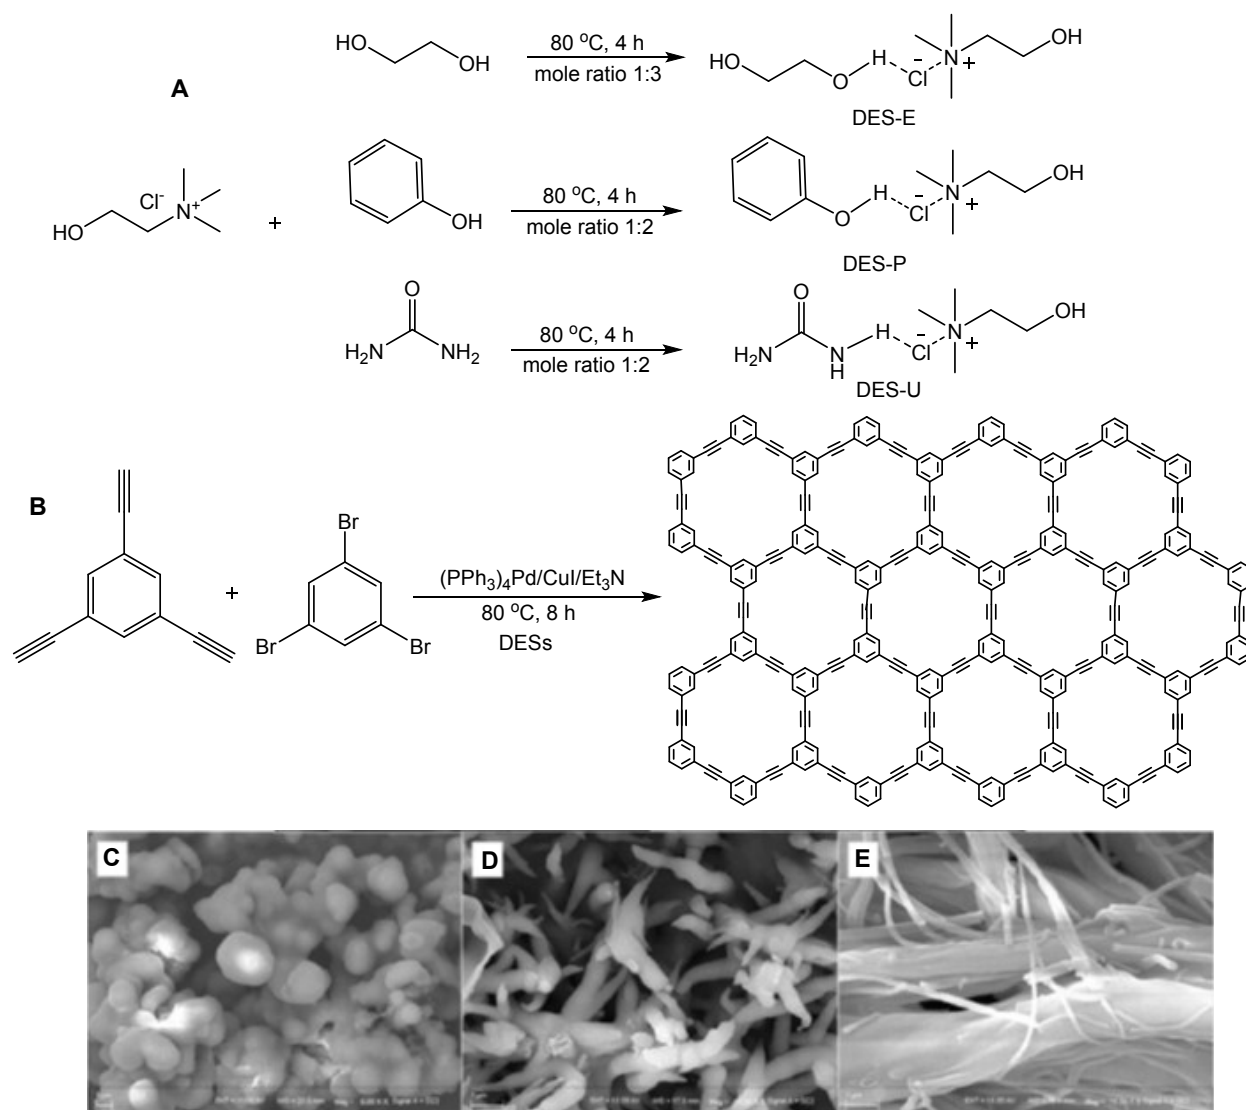 A
HO
OH
80 °C, 4 h
mole ratio 1:3
HO
O
H
Cl
−
N
+
OH
DES-E
HO
Cl-
N+
+
OH
80 °C, 4 h
mole ratio 1:2
O
H
Cl
−
N
+
OH
DES-P
O
H2N
NH2
80 °C, 4 h
mole ratio 1:2
O
H2N
N
H
H
Cl
−
N
+
OH
DES-U
B
+
Br
Br
Br
(PPh3)4Pd/CuI/Et3N
80 °C, 8 h
DESs
C
D
E